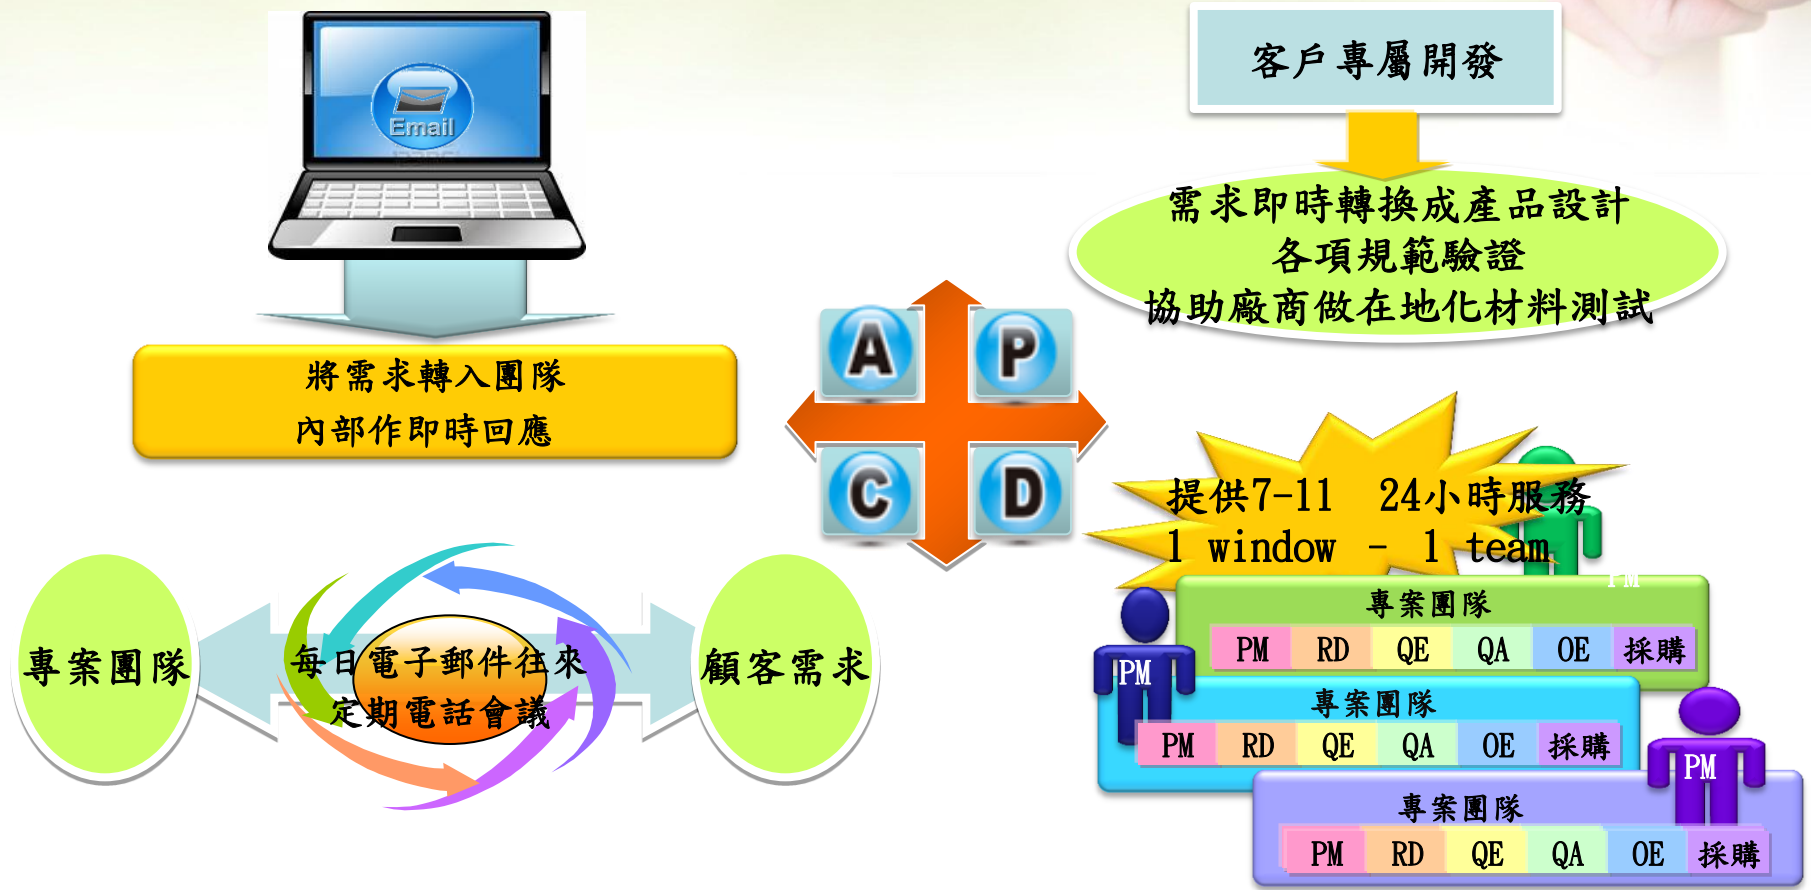 Email
客戶專屬開發
需求即時轉換成產品設計
各項規範驗證
協助廠商做在地化材料測試
將需求轉入團隊
內部作即時回應
A
P
C
D
提供7-11 24小時服務
1 window - 1 team
PM
專案團隊
PM RD QE QA OE 採購
PM
專案團隊
PM RD QE QA OE 採購
PM
專案團隊
PM RD QE QA OE 採購
專案團隊
每日電子郵件往來
定期電話會議
顧客需求